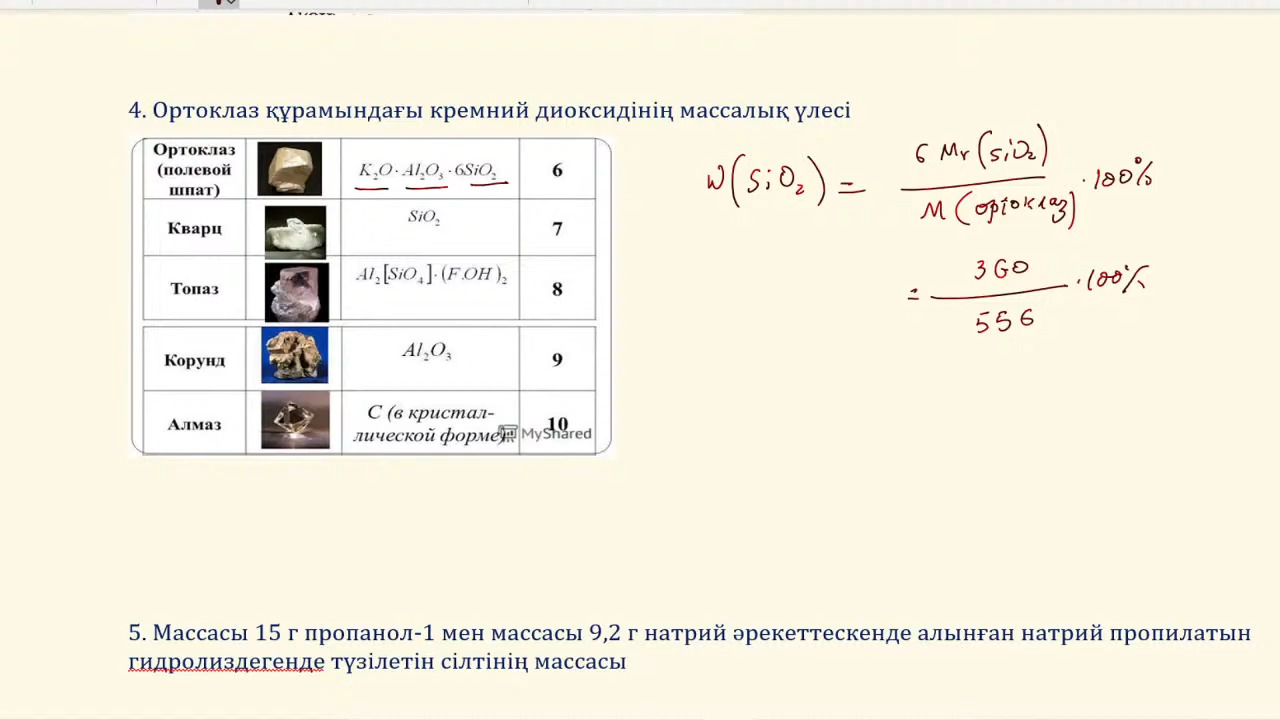 4. Ортоклаз құрамындағы кремний диоксидінің массалық үлесі
Ортоклаз (полевой шпат) K₂O · Al₂O₃ · 6SiO₂ 6
Кварц SiO₂ 7
Топаз Al₂[SiO₄]·(F.OH)₂ 8
Корунд Al₂O₃ 9
Алмаз C (в кристал-
лической форме) 10
MyShared
W(SiO₂) = 6 Mr(SiO₂) / M(ортоклаз) · 100%
= 360 / 556 · 100%
5. Массасы 15 г пропанол-1 мен массасы 9,2 г натрий әрекеттескенде алынған натрий пропилатын
гидролиздегенде түзілетін сілтінің массасы